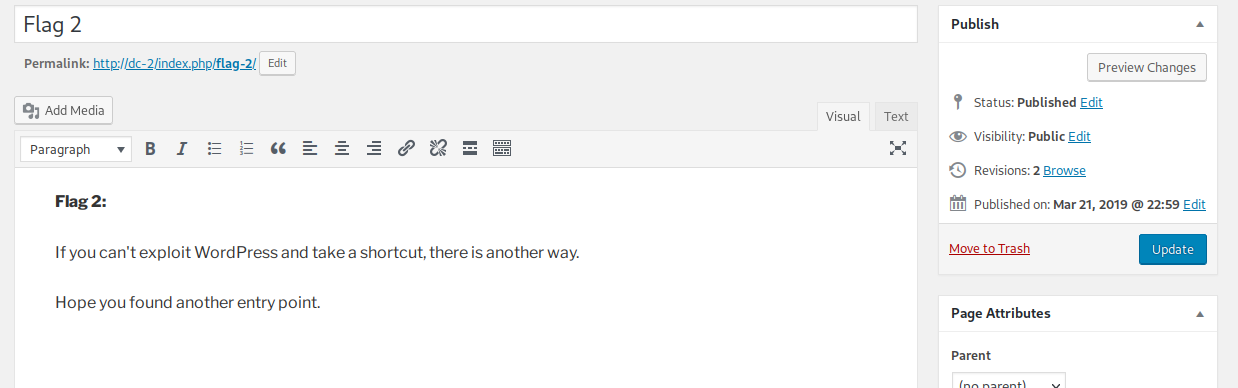 Flag 2
Publish
Permalink: http://dc-2/index.php/flag-2/ Edit
Preview Changes
Add Media
Status: Published Edit
Visual Text
Visibility: Public Edit
Paragraph
Revisions: 2 Browse
Flag 2:
Published on: Mar 21, 2019 @ 22:59 Edit
If you can't exploit WordPress and take a shortcut, there is another way.
Move to Trash Update
Hope you found another entry point.
Page Attributes
Parent
(no parent)